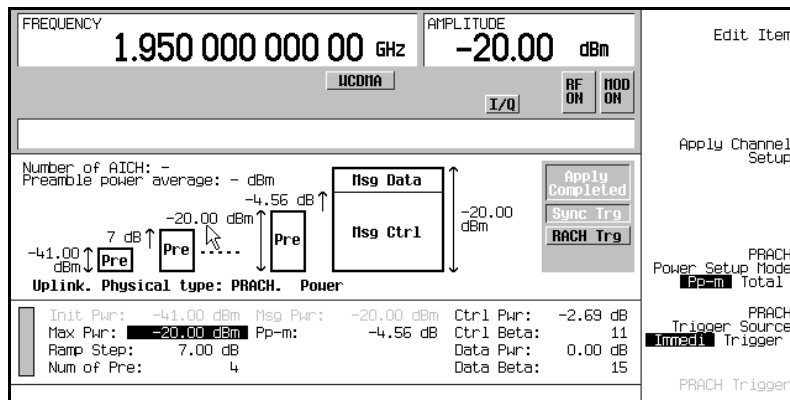 FREQUENCY
1.950 000 000 00 GHz
AMPLITUDE
-20.00 dBm
WCDMA
I/Q
RF ON
MOD ON
Edit Item
Apply Channel
Setup
Number of AICH: -
Preamble power average: - dBm
-41.00 dBm
Pre
7 dB
Pre
-20.00 dBm
.....
Pre
-4.56 dB
Msg Data
Msg Ctrl
-20.00
dBm
Apply
Completed
Sync Trg
RACH Trg
Uplink. Physical type: PRACH. Power
PRACH
Power Setup Mode
Pp-m Total
Init Pwr: -41.00 dBm Msg Pwr: -20.00 dBm Ctrl Pwr: -2.69 dB
Max Pwr: -20.00 dBm Pp-m: -4.56 dB Ctrl Beta: 11
Ramp Step: 7.00 dB Data Pwr: 0.00 dB
Num of Pre: 4 Data Beta: 15
PRACH
Trigger Source
Immedi Trigger
PRACH Trigger